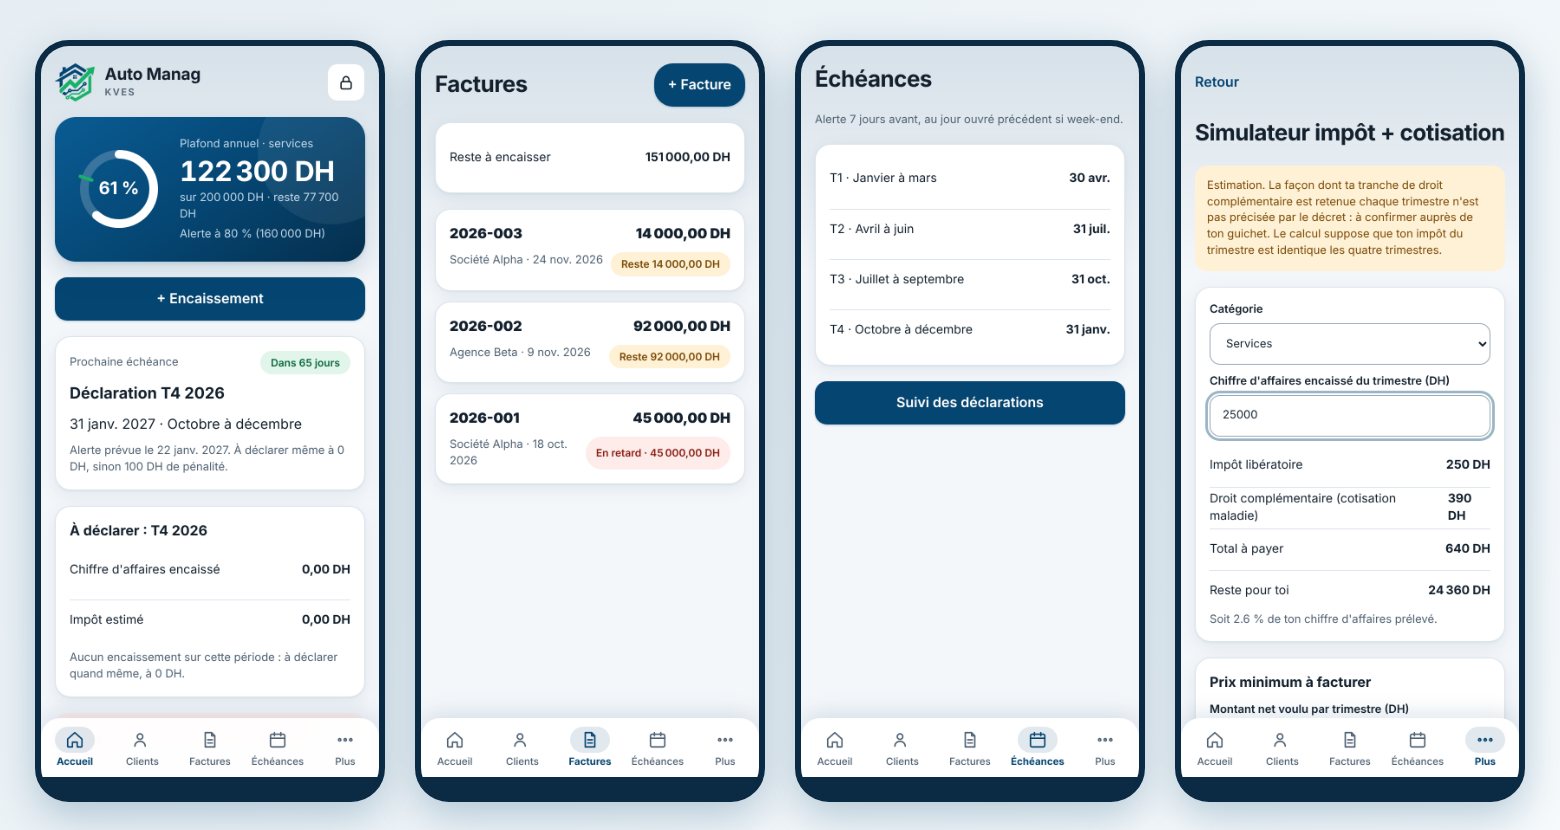 Auto Manag
KVES
61 %
Plafond annuel · services
122 300 DH
sur 200 000 DH · reste 77 700
DH
Alerte à 80 % (160 000 DH)
+ Encaissement
Prochaine échéance
Dans 65 jours
Déclaration T4 2026
31 janv. 2027 · Octobre à décembre
Alerte prévue le 22 janv. 2027. À déclarer même à 0
DH, sinon 100 DH de pénalité.
À déclarer : T4 2026
Chiffre d'affaires encaissé 0,00 DH
Impôt estimé 0,00 DH
Aucun encaissement sur cette période : à déclarer
quand même, à 0 DH.
Accueil Clients Factures Échéances Plus
Factures
+ Facture
Reste à encaisser 151 000,00 DH
2026-003 14 000,00 DH
Société Alpha · 24 nov. 2026 Reste 14 000,00 DH
2026-002 92 000,00 DH
Agence Beta · 9 nov. 2026 Reste 92 000,00 DH
2026-001 45 000,00 DH
Société Alpha · 18 oct.
2026
En retard · 45 000,00 DH
Accueil Clients Factures Échéances Plus
Échéances
Alerte 7 jours avant, au jour ouvré précédent si week-end.
T1 · Janvier à mars 30 avr.
T2 · Avril à juin 31 juil.
T3 · Juillet à septembre 31 oct.
T4 · Octobre à décembre 31 janv.
Suivi des déclarations
Accueil Clients Factures Échéances Plus
Retour
Simulateur impôt + cotisation
Estimation. La façon dont ta tranche de droit
complémentaire est retenue chaque trimestre n'est
pas précisée par le décret : à confirmer auprès de
ton guichet. Le calcul suppose que ton impôt du
trimestre est identique les quatre trimestres.
Catégorie
Services
Chiffre d'affaires encaissé du trimestre (DH)
25000
Impôt libératoire 250 DH
Droit complémentaire (cotisation
maladie)
390
DH
Total à payer 640 DH
Reste pour toi 24 360 DH
Soit 2.6 % de ton chiffre d'affaires prélevé.
Prix minimum à facturer
Montant net voulu par trimestre (DH)
Accueil Clients Factures Échéances Plus